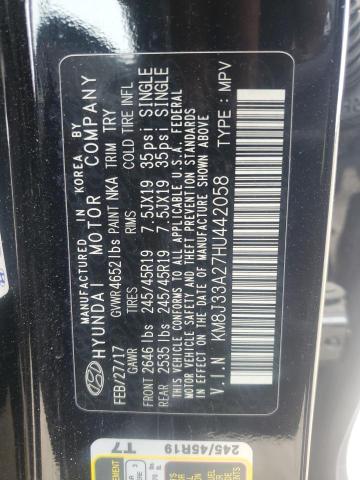 MANUFACTURED IN KOREA BY
HYUNDAI MOTOR COMPANY
FEB/27/17 GVWR 4652 lbs PAINT NKA TRIM TRY
TIRES RIMS COLD TIRE INFL
FRONT 2646 lbs 245/45R19 7.5JX19 35psi SINGLE
REAR 2535 lbs 245/45R19 7.5JX19 35psi SINGLE
THIS VEHICLE CONFORMS TO ALL APPLICABLE U.S.A. FEDERAL
MOTOR VEHICLE SAFETY, BUMPER, AND THEFT PREVENTION STANDARDS
IN EFFECT ON THE DATE OF MANUFACTURE SHOWN ABOVE.
V.I.N KM8J33A27HU442058 TYPE : MPV
T7
245/45R19